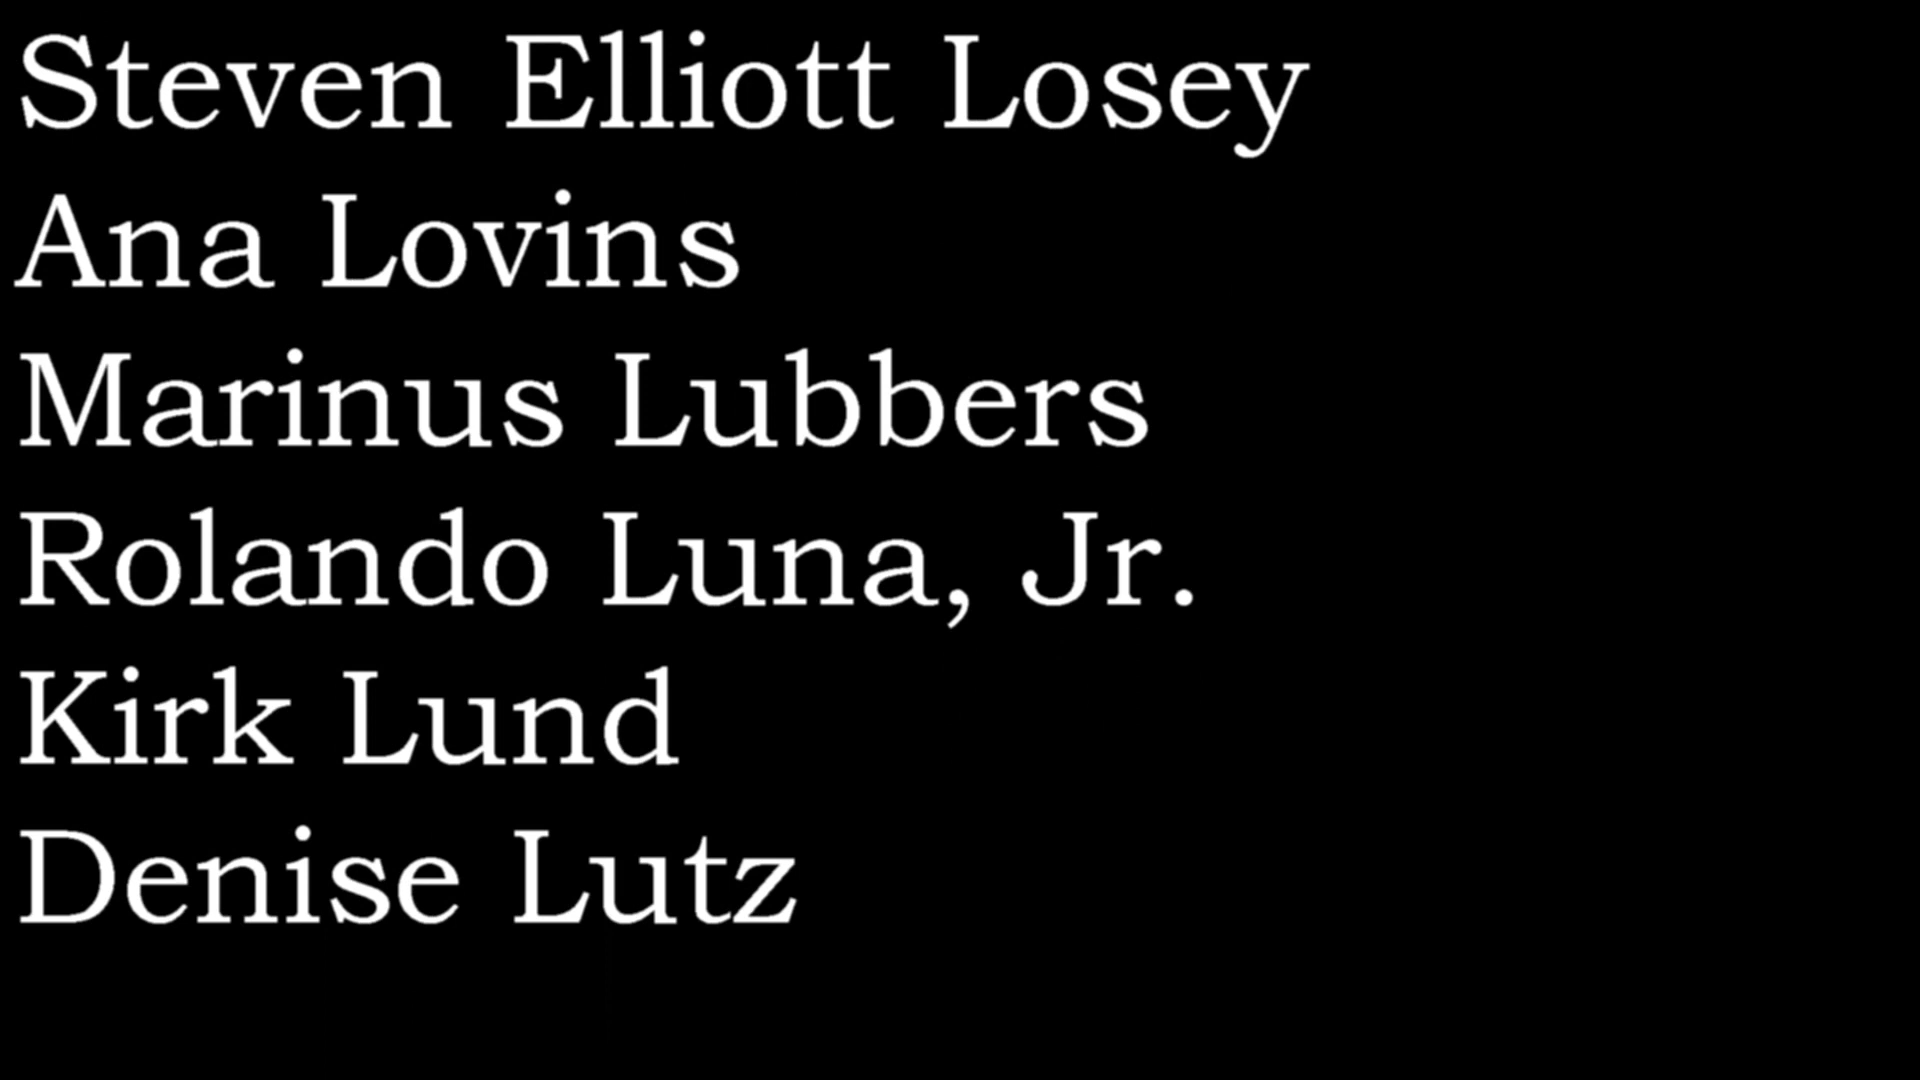 Steven Elliott Losey
Ana Lovins
Marinus Lubbers
Rolando Luna, Jr.
Kirk Lund
Denise Lutz